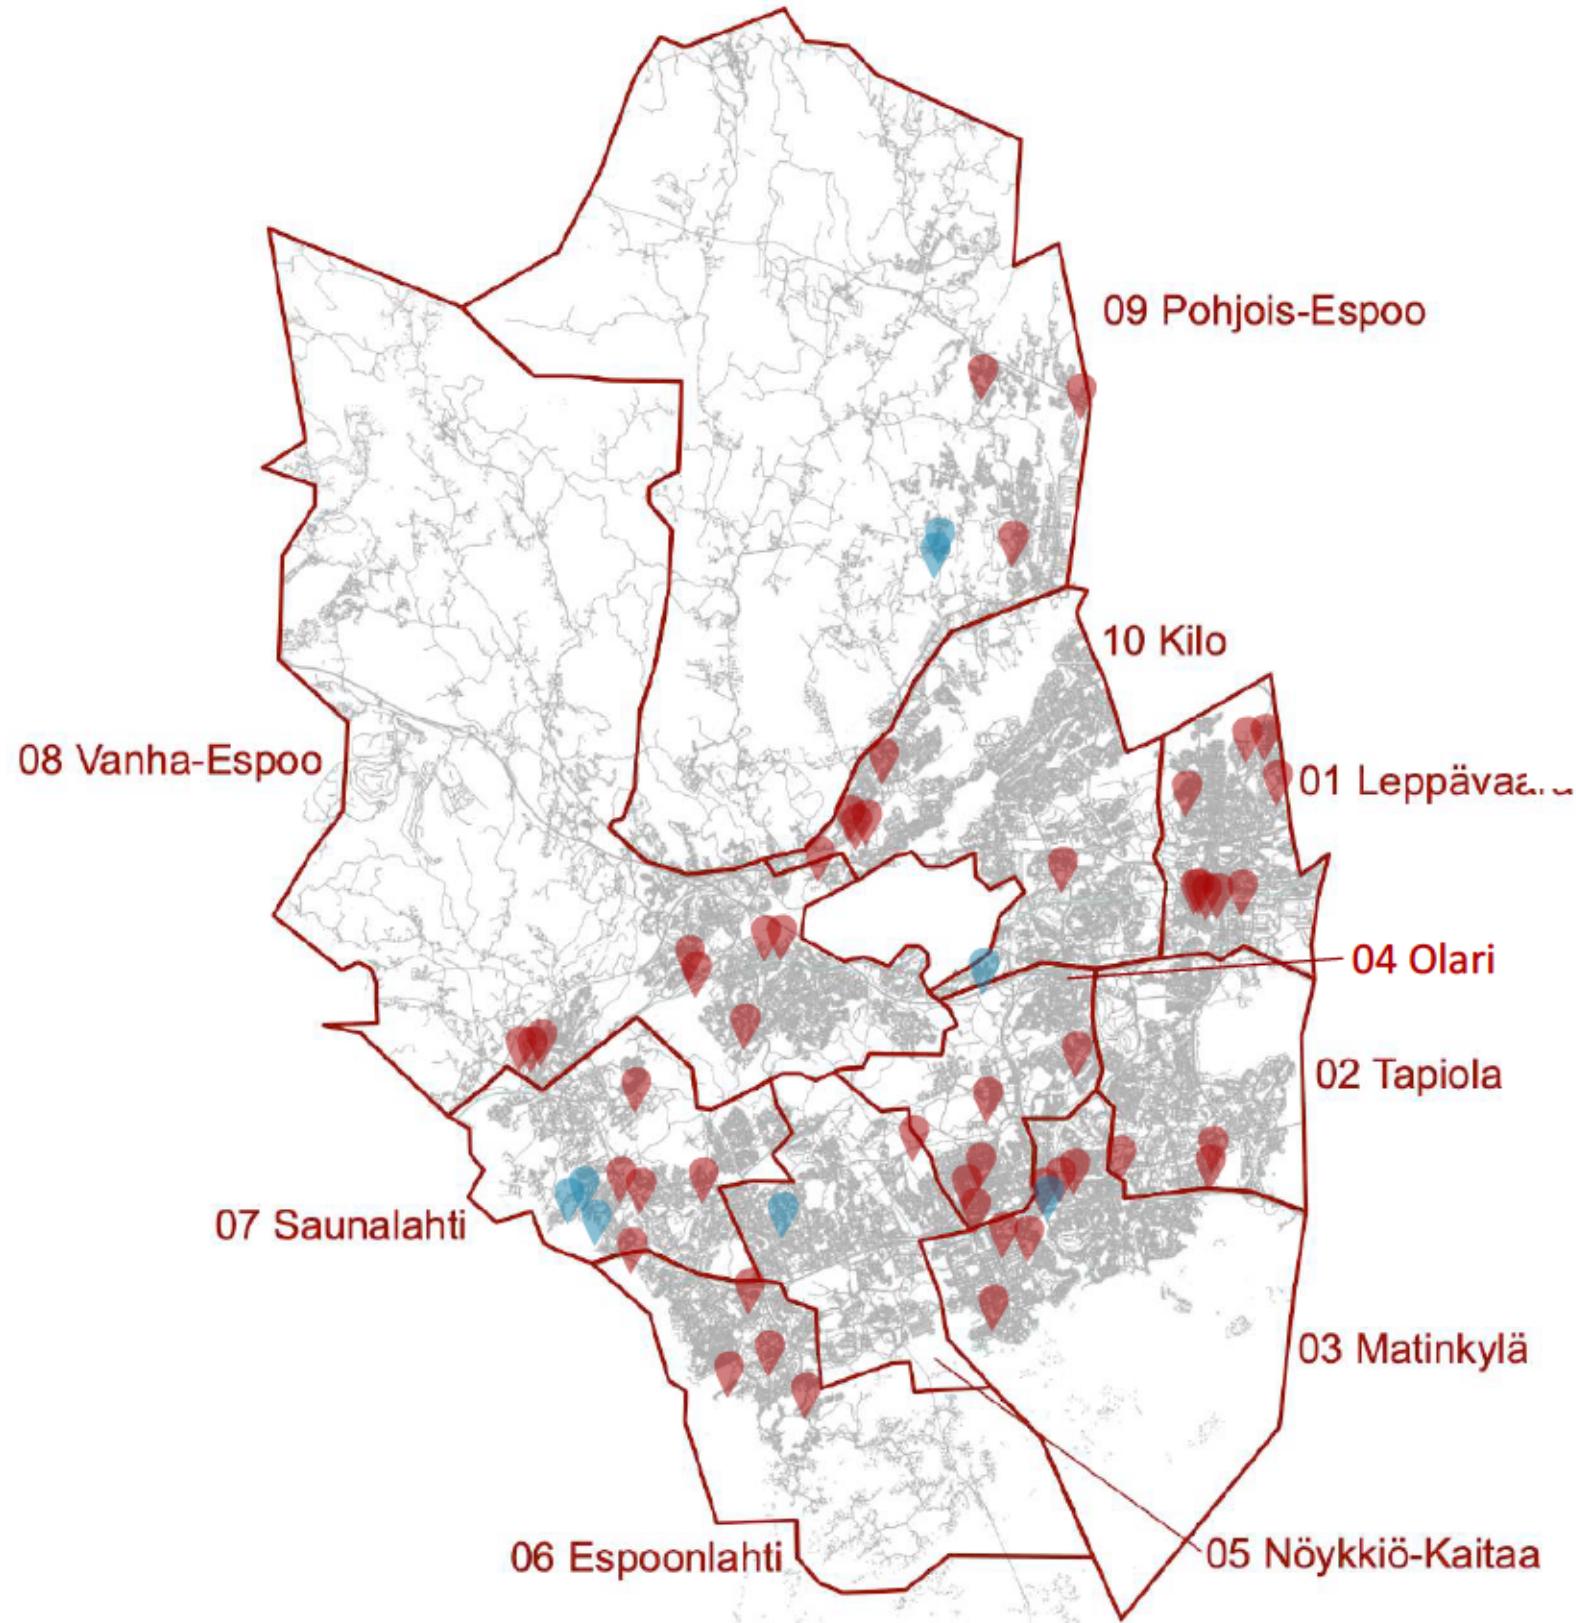 09 Pohjois-Espoo
10 Kilo
08 Vanha-Espoo
01
04 Olari
02 Tapiola
07 Saunalahti
03 Matinkylä
06 Espoonlahti
05 Nöykkiö-Kaitaa